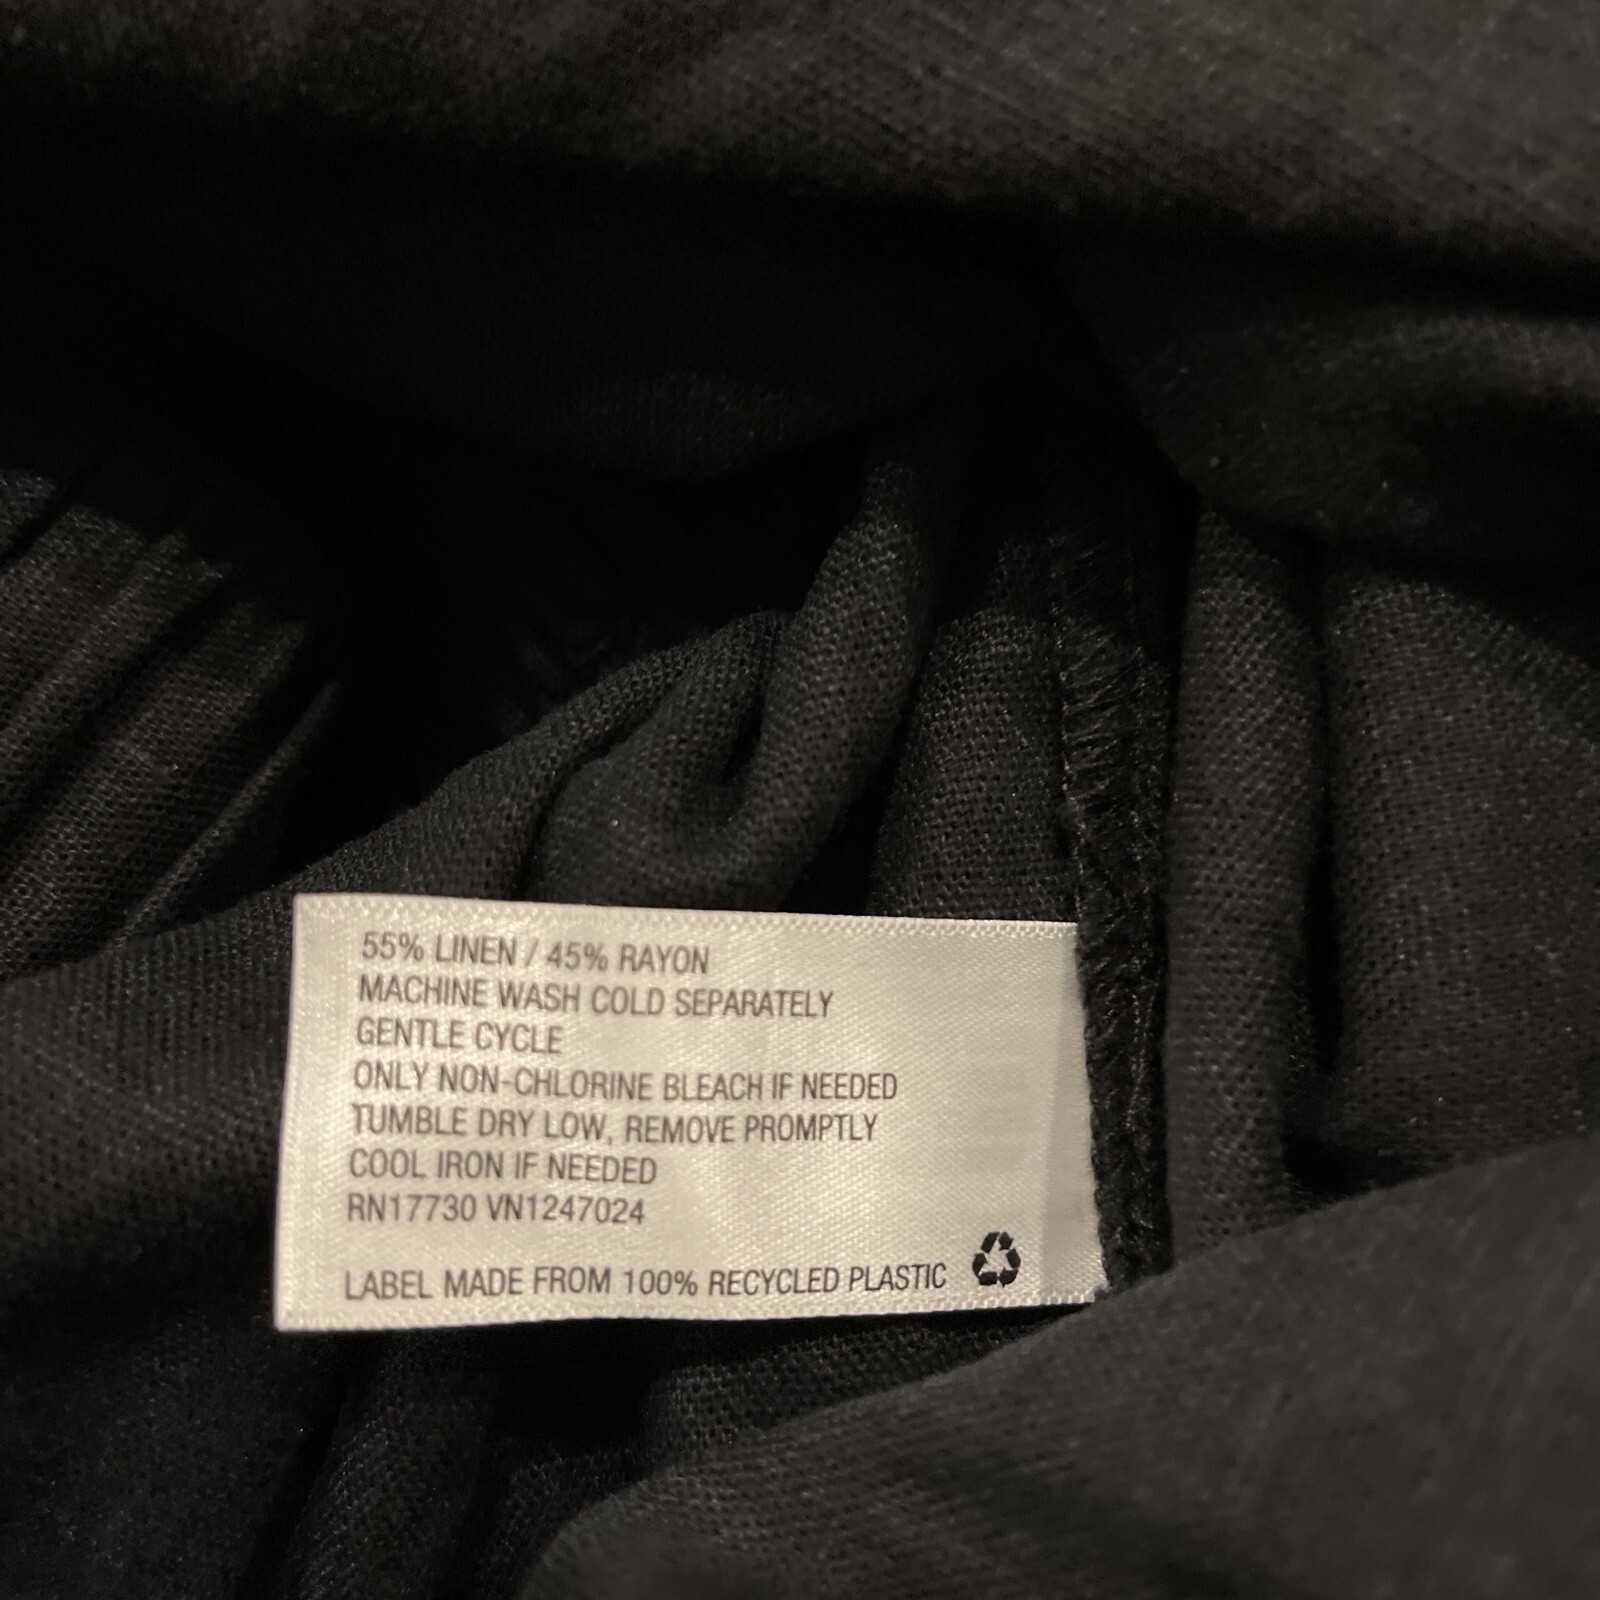 55% LINEN / 45% RAYON
MACHINE WASH COLD SEPARATELY
GENTLE CYCLE
ONLY NON-CHLORINE BLEACH IF NEEDED
TUMBLE DRY LOW, REMOVE PROMPTLY
COOL IRON IF NEEDED
RN17730 VN1247024
LABEL MADE FROM 100% RECYCLED PLASTIC